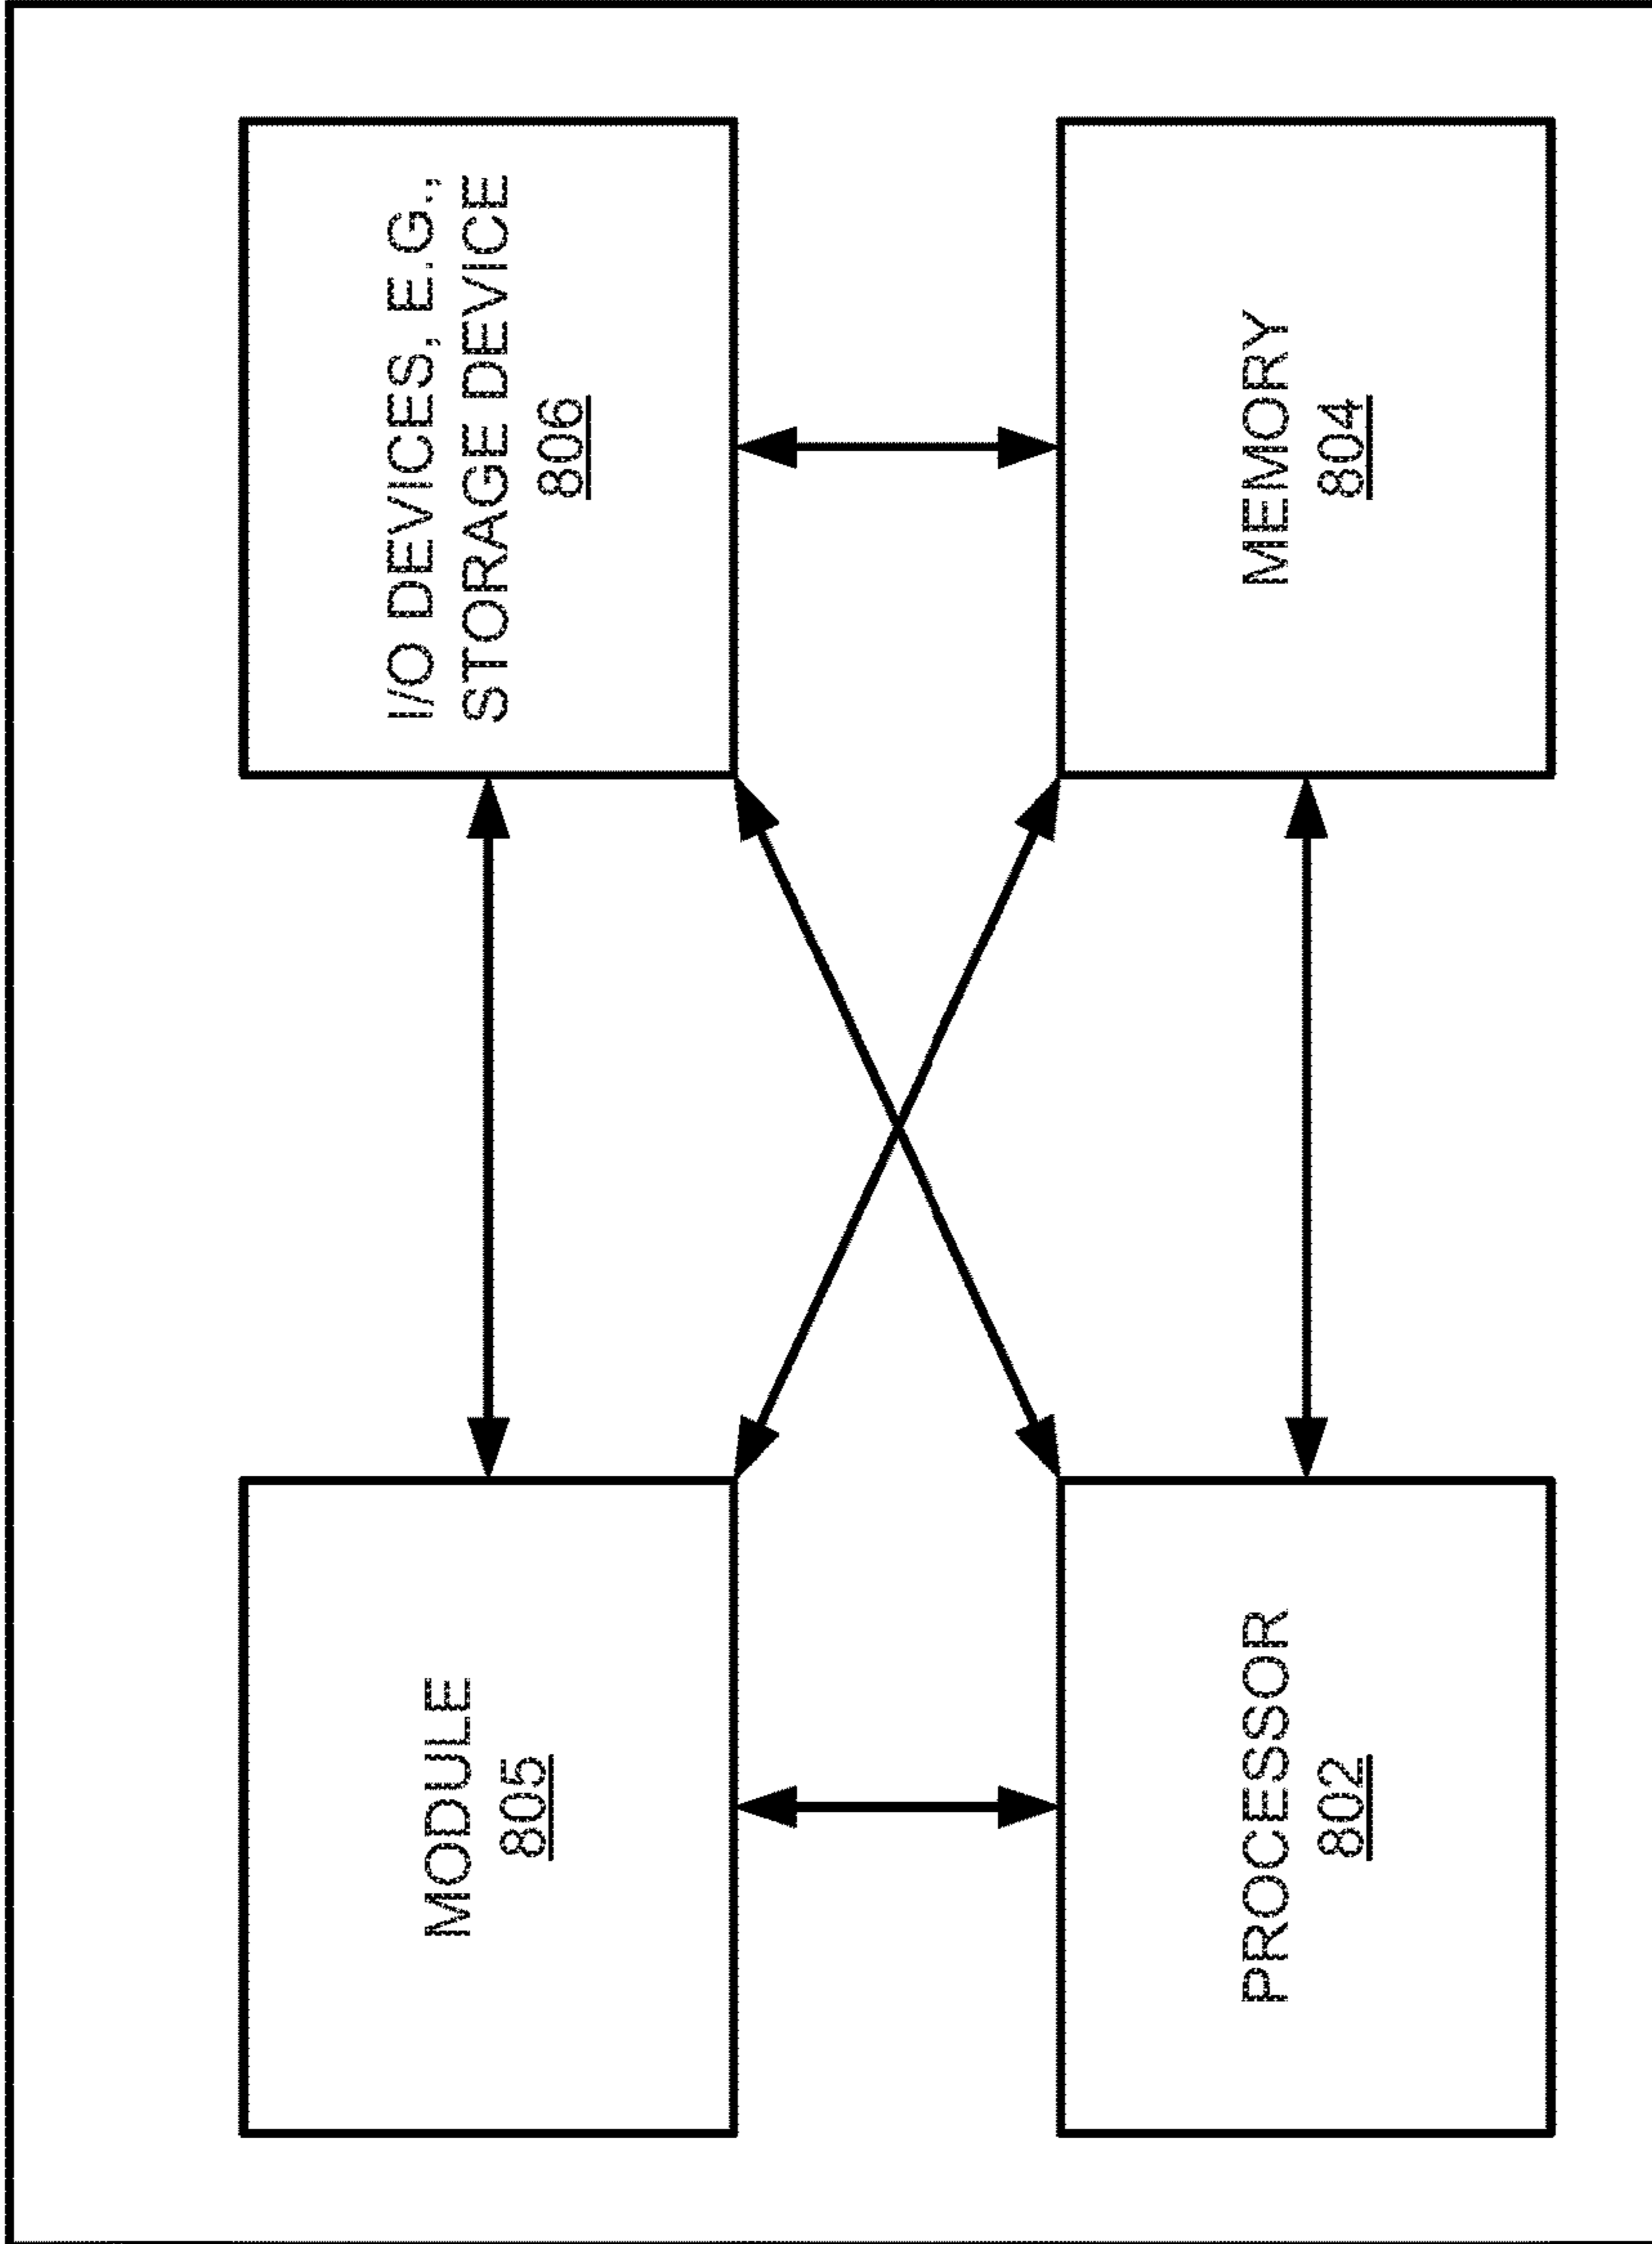 MODULE
805
I/O DEVICES, E.G.,
STORAGE DEVICE
806
PROCESSOR
802
MEMORY
804